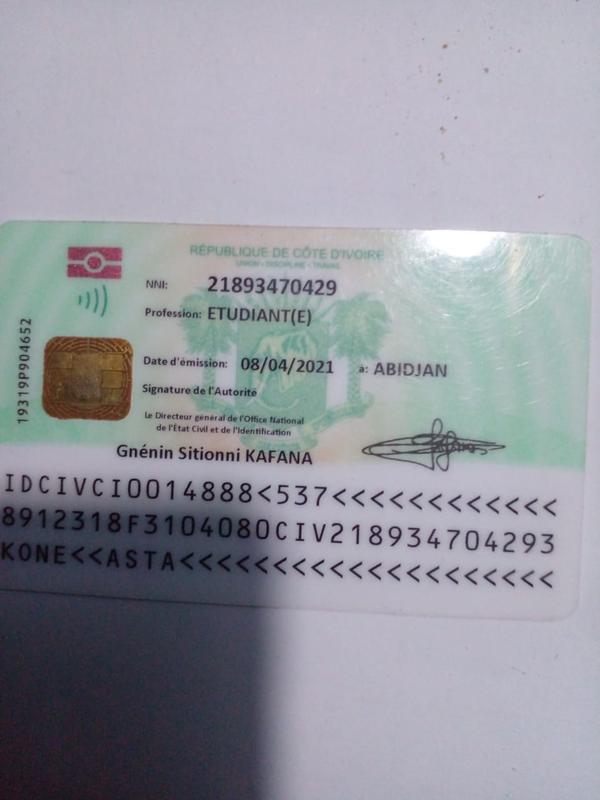 RÉPUBLIQUE DE CÔTE D'IVOIRE
UNION - DISCIPLINE - TRAVAIL
NNI: 21893470429
Profession: ETUDIANT(E)
Date d'émission: 08/04/2021 à: ABIDJAN
Signature de l'Autorité
Le Directeur général de l'Office National
de l'État Civil et de l'Identification
Gnénin Sitionni KAFANA
19319P904652
IDCIVCI0014888<537<<<<<<<<<<<<
8912318F3104080CIV218934704293
KONE<<ASTA<<<<<<<<<<<<<<<<<<<<